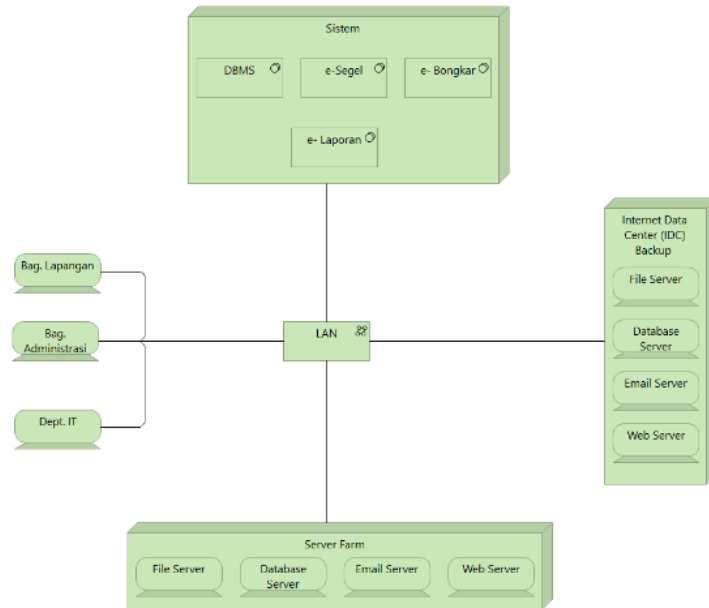 Sistem
DBMS
e-Segel
e- Bongkar
e- Laporan
Internet Data
Center (IDC)
Backup
File Server
Database
Server
Email Server
Web Server
Bag. Lapangan
Bag.
Administrasi
Dept. IT
LAN
Server Farm
File Server
Database
Server
Email Server
Web Server